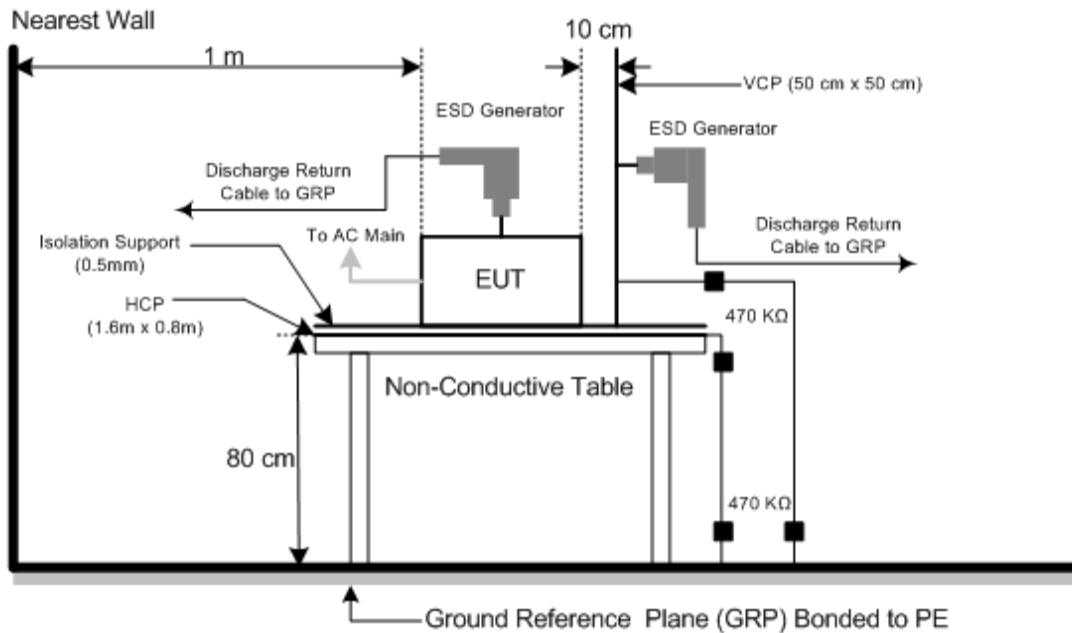 Nearest Wall
10 cm
1 m
VCP (50 cm x 50 cm)
ESD Generator
ESD Generator
Discharge Return
Cable to GRP
Discharge Return
Cable to GRP
Isolation Support
(0.5mm)
To AC Main
EUT
HCP
(1.6m x 0.8m)
470 KΩ
Non-Conductive Table
80 cm
470 KΩ
Ground Reference Plane (GRP) Bonded to PE